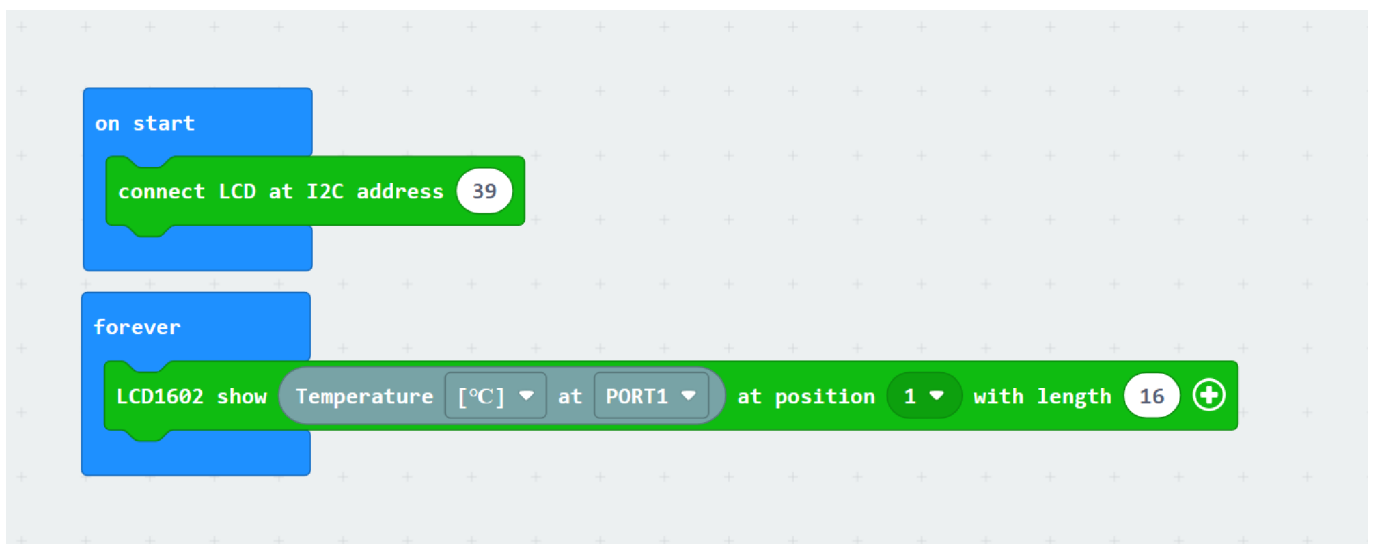 on start
connect LCD at I2C address 39
forever
LCD1602 show Temperature [℃] at PORT1 at position 1 with length 16